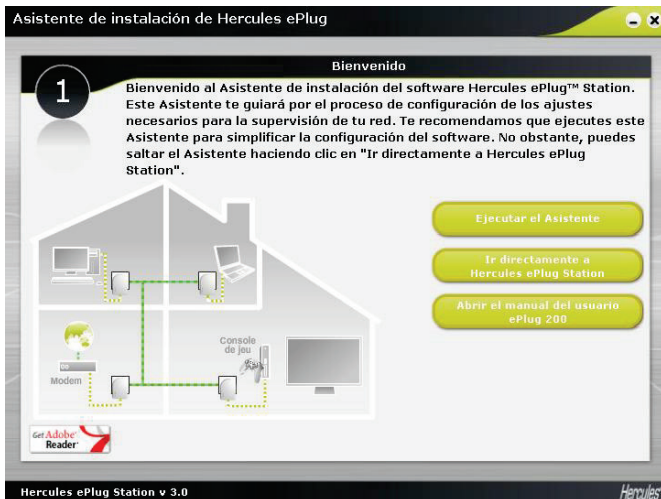 Asistente de instalación de Hercules ePlug
Bienvenido
1
Bienvenido al Asistente de instalación del software Hercules ePlug™ Station.
Este Asistente te guiará por el proceso de configuración de los ajustes
necesarios para la supervisión de tu red. Te recomendamos que ejecutes este
Asistente para simplificar la configuración del software. No obstante, puedes
saltar el Asistente haciendo clic en "Ir directamente a Hercules ePlug
Station".
Ejecutar el Asistente
Ir directamente a
Hercules ePlug Station
Abrir el manual del usuario
ePlug 200
Console
de jeu
Modem
Get Adobe®
Reader®
Hercules ePlug Station v 3.0
Hercules